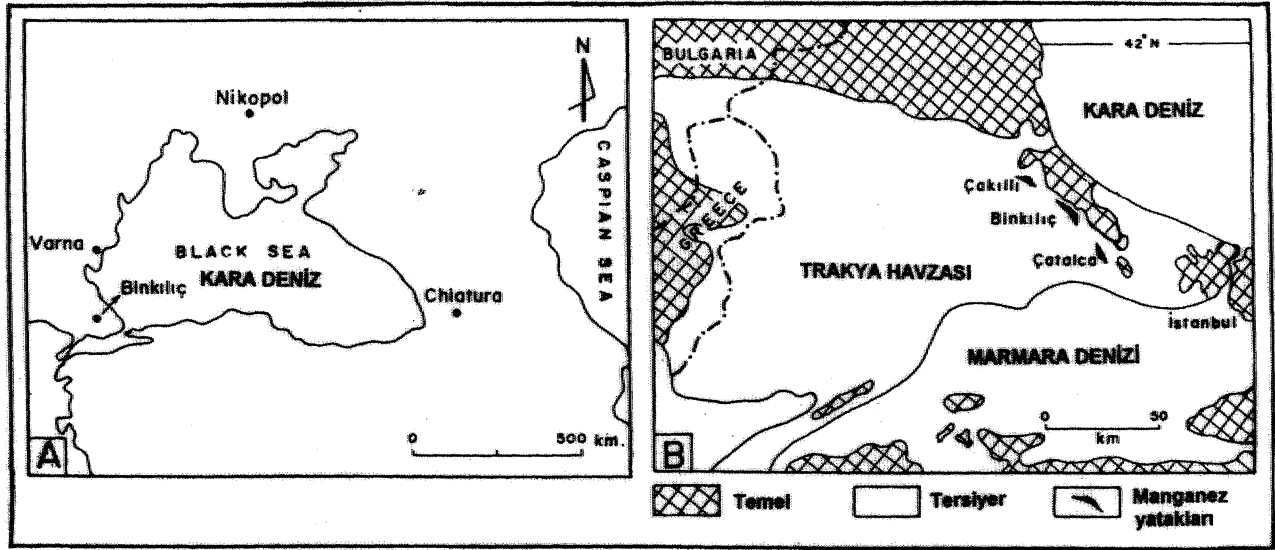 N
Nikopol
CASPIAN SEA
Varna
BLACK SEA
KARA DENİZ
Binkılıç
Chiatura
0 500 km.
A
BULGARIA
42°N
KARA DENİZ
Çakıllı
GREECE
Binkılıç
Çatalca
TRAKYA HAVZASI
İstanbul
MARMARA DENİZİ
0 50
km
B
Temel
Tersiyer
Manganez
yatakları